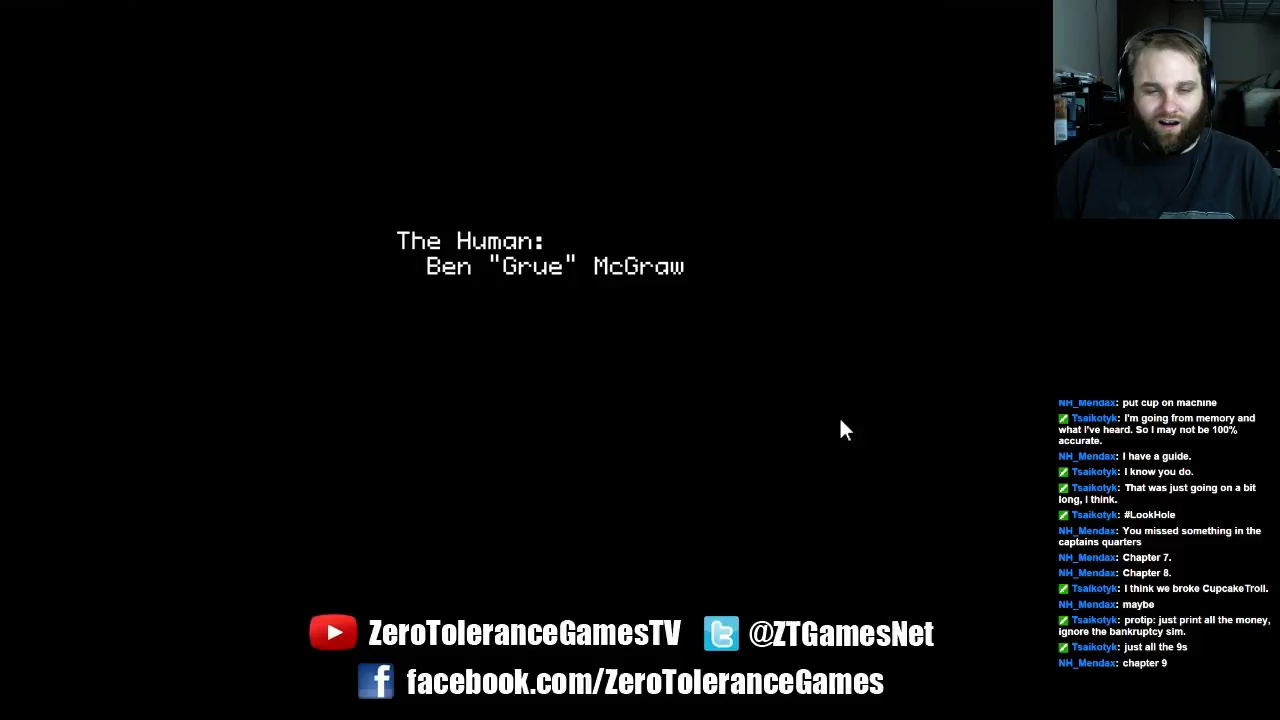 The Human:
Ben "Grue" McGraw
NH_Mendax: put cup on machine
Tsaikotyk: I'm going from memory and
what I've heard. So I may not be 100%
accurate.
NH_Mendax: I have a guide.
Tsaikotyk: I know you do.
Tsaikotyk: That was just going on a bit
long, I think.
Tsaikotyk: #LookHole
NH_Mendax: You missed something in the
captains quarters
NH_Mendax: Chapter 7.
NH_Mendax: Chapter 8.
Tsaikotyk: I think we broke CupcakeTroll.
NH_Mendax: maybe
Tsaikotyk: protip: just print all the money,
ignore the bankruptcy sim.
Tsaikotyk: just all the 9s
NH_Mendax: chapter 9
ZeroToleranceGamesTV @ZTGamesNet
facebook.com/ZeroToleranceGames